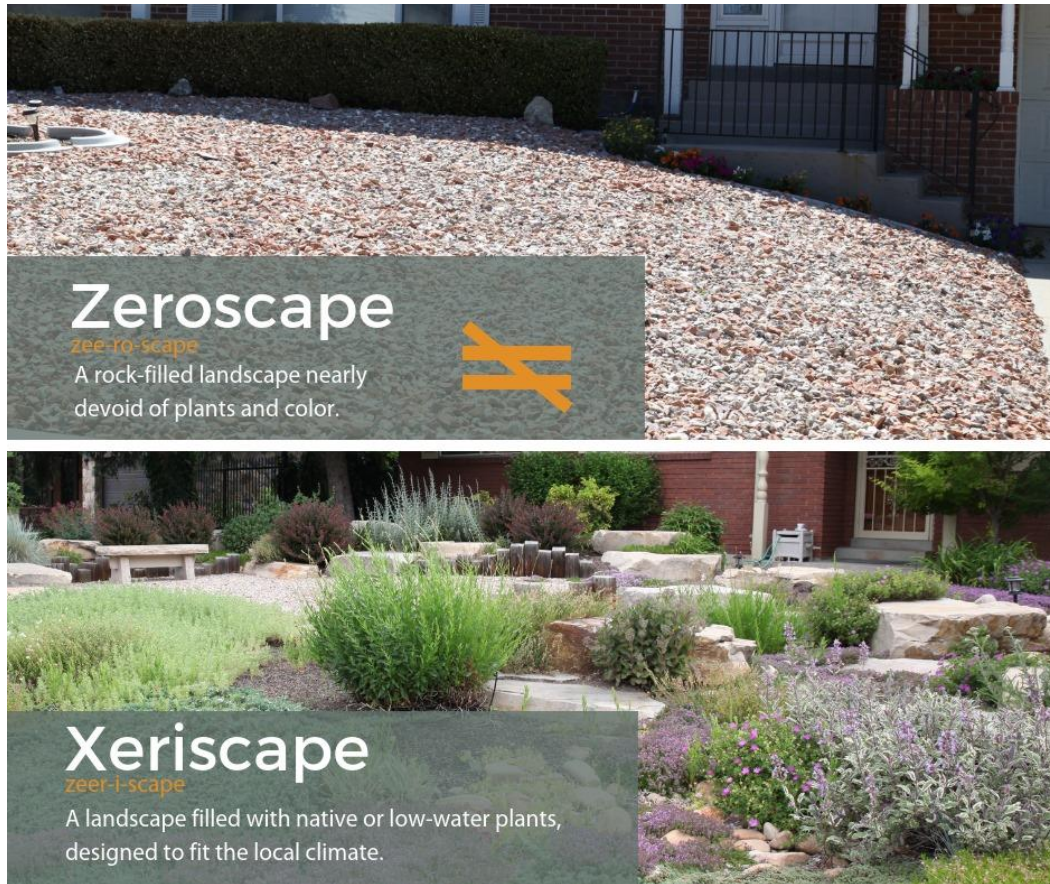 Zeroscape
zee-ro-scape
A rock-filled landscape nearly
devoid of plants and color.
≠
Xeriscape
zeer-i-scape
A landscape filled with native or low-water plants,
designed to fit the local climate.